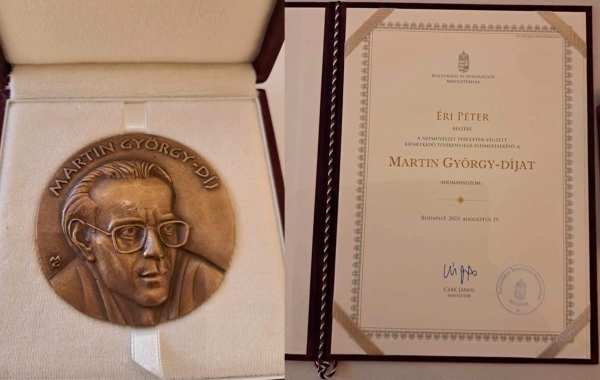 MARTIN GYÖRGY-DÍJ
Kulturális és Innovációs
Minisztérium
Éri Péter
részére
a népművészet területén végzett
kiemelkedő tevékenysége elismeréseként a
Martin György-díjat
adományozom.
Budapest, 2023. augusztus 19.
Csák János
miniszter